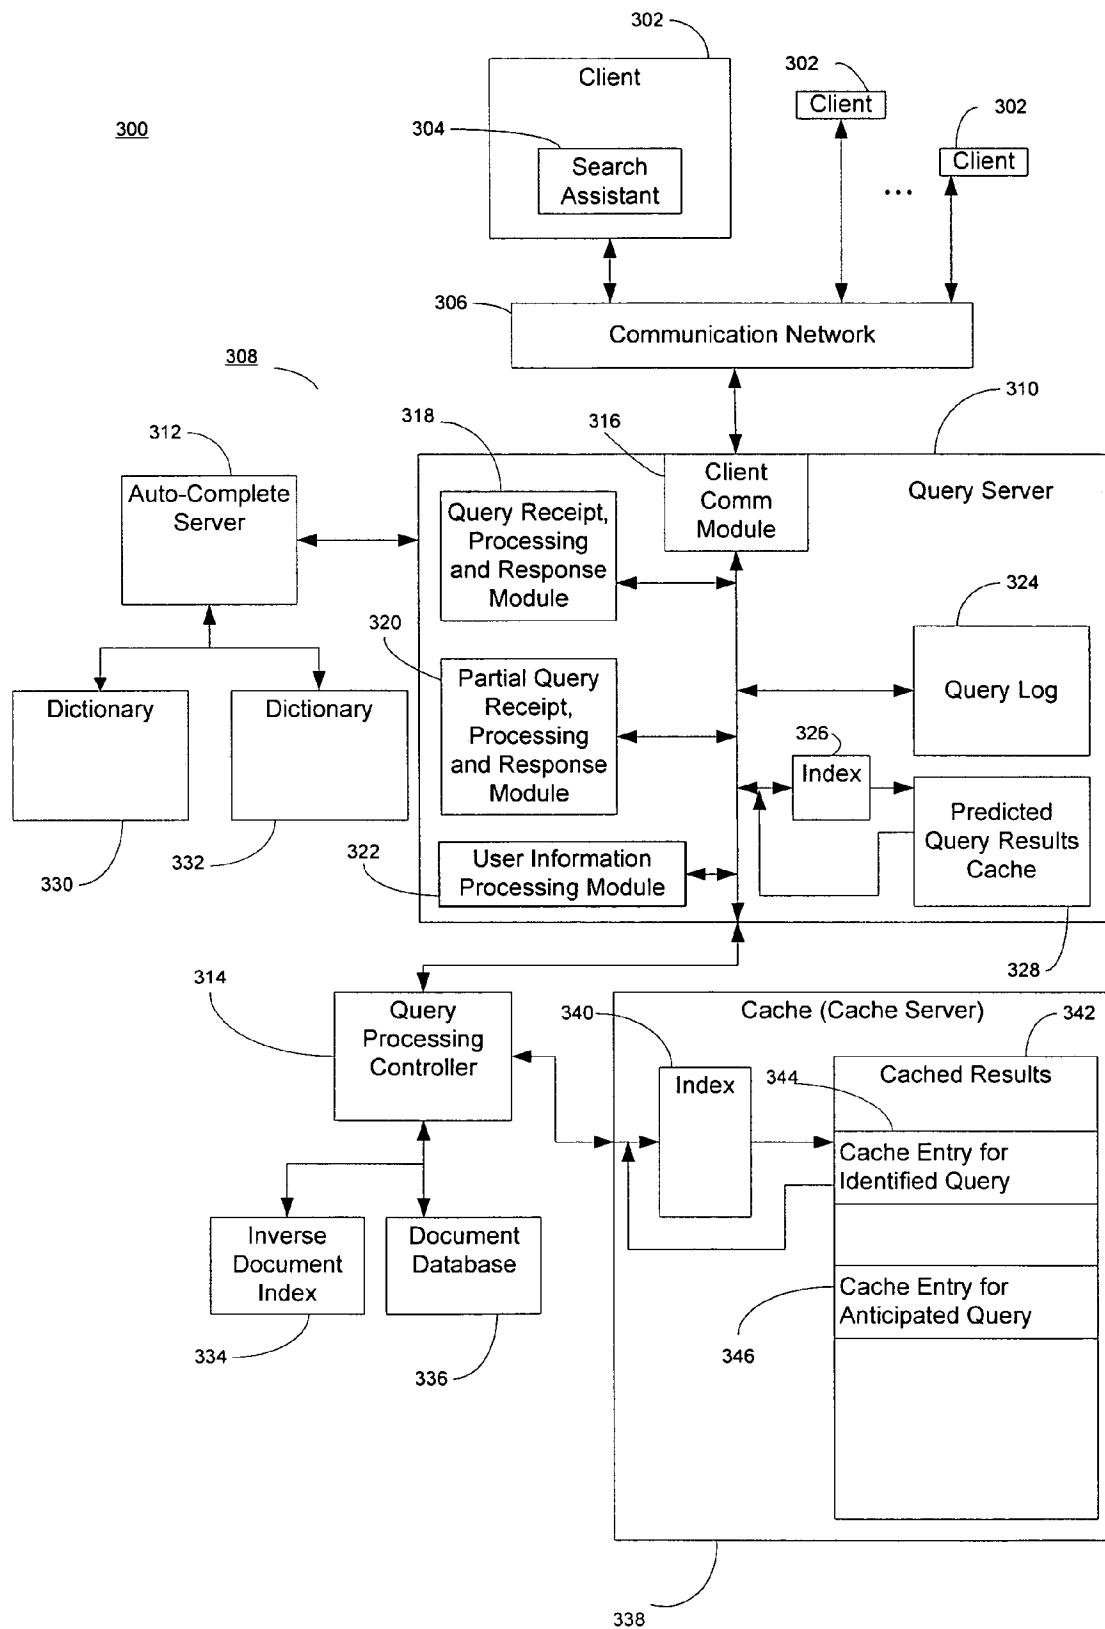 302
Client
302
Client
300
304
302
Client
Search
Assistant
...
306
Communication Network
308
310
318
316
312
Client
Comm
Module
Query Server
Auto-Complete
Server
Query Receipt,
Processing
and Response
Module
324
320
Partial Query
Receipt,
Processing
and Response
Module
Query Log
Dictionary
Dictionary
326
Index
Predicted
Query Results
Cache
330
332
322
User Information
Processing Module
328
314
Query
Processing
Controller
Cache (Cache Server)
340
342
Index
344
Cached Results
Cache Entry for
Identified Query
Inverse
Document
Index
Document
Database
Cache Entry for
Anticipated Query
334
336
346
338